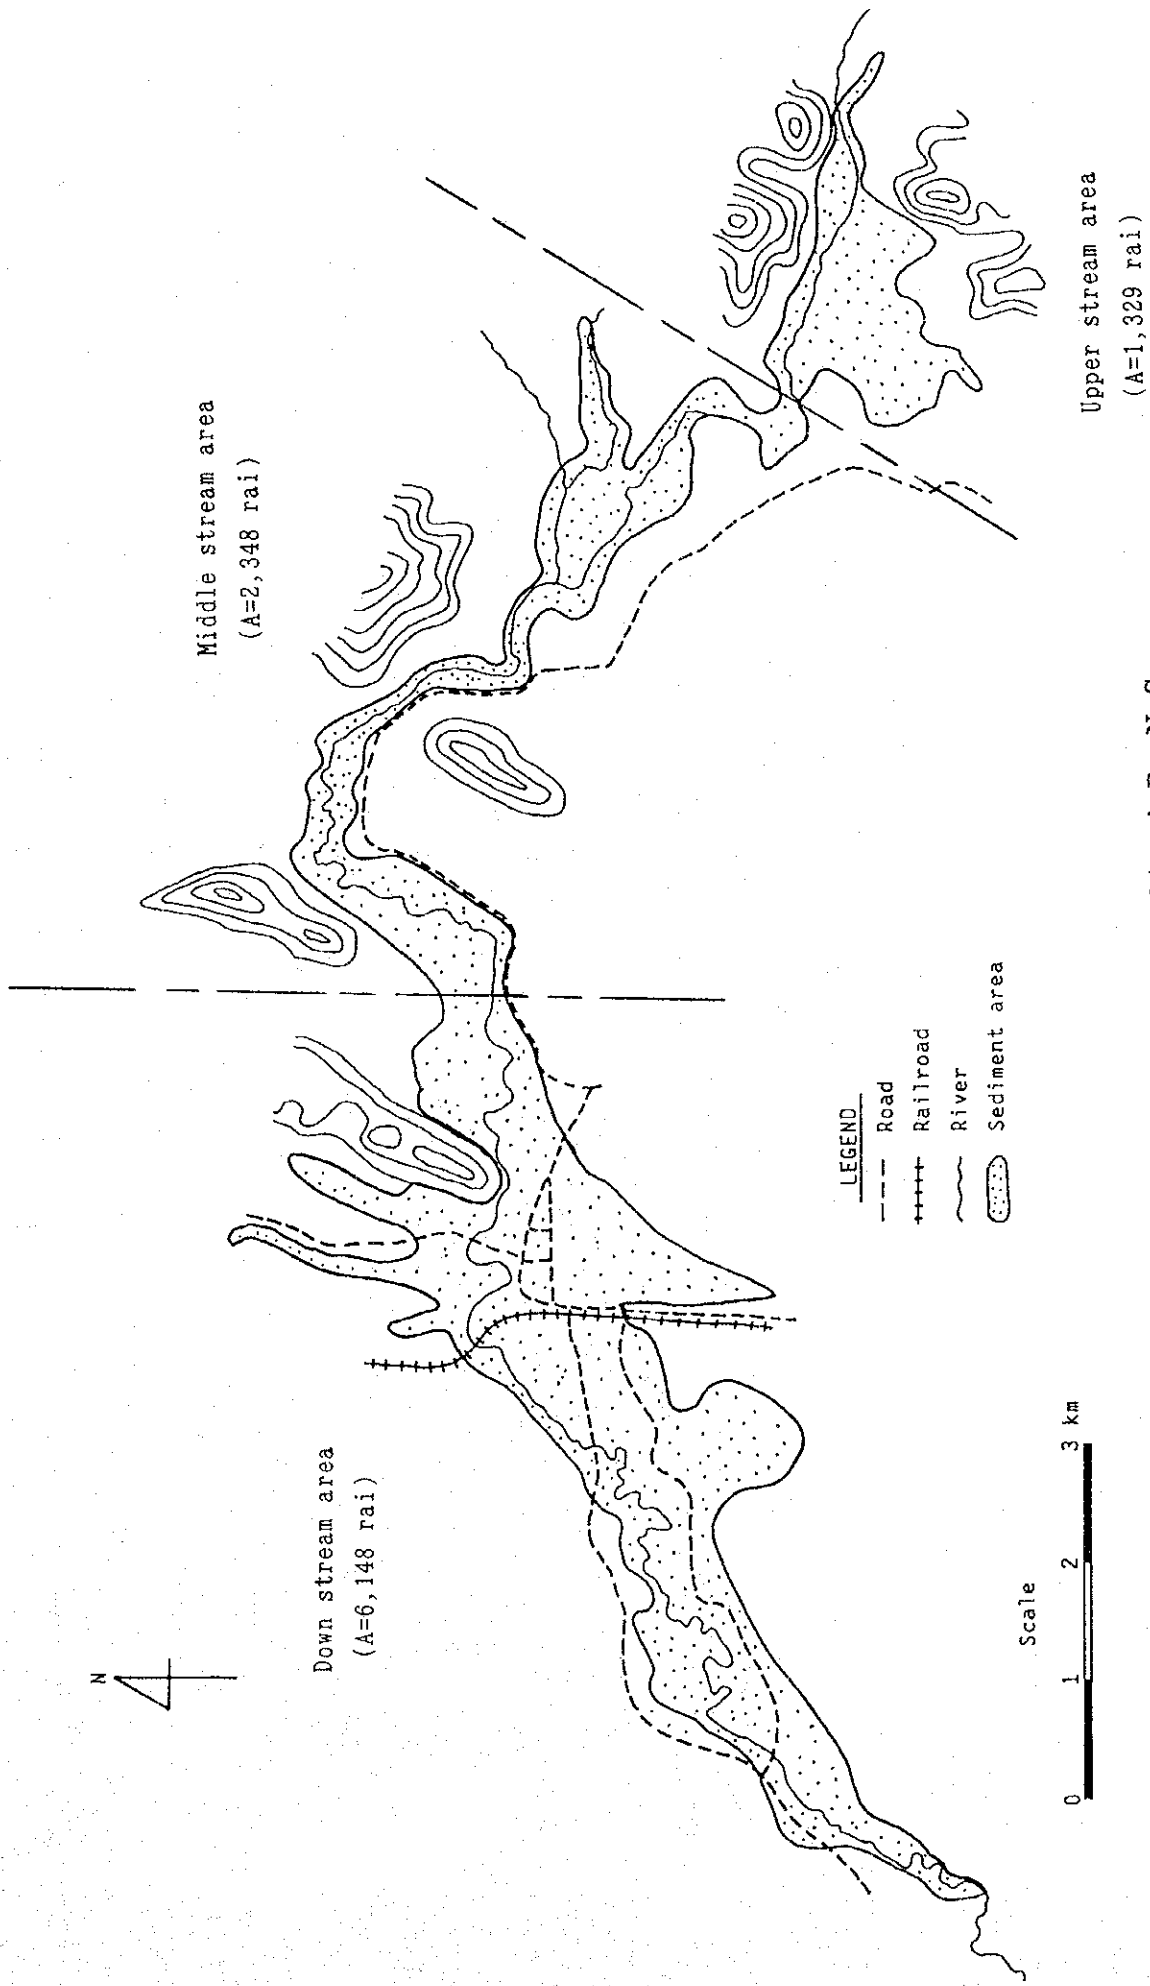 N
Down stream area
(A=6,148 rai)
Middle stream area
(A=2,348 rai)
Upper stream area
(A=1,329 rai)
LEGEND
Road
Railroad
River
Sediment area
Scale
0 1 2 3 km